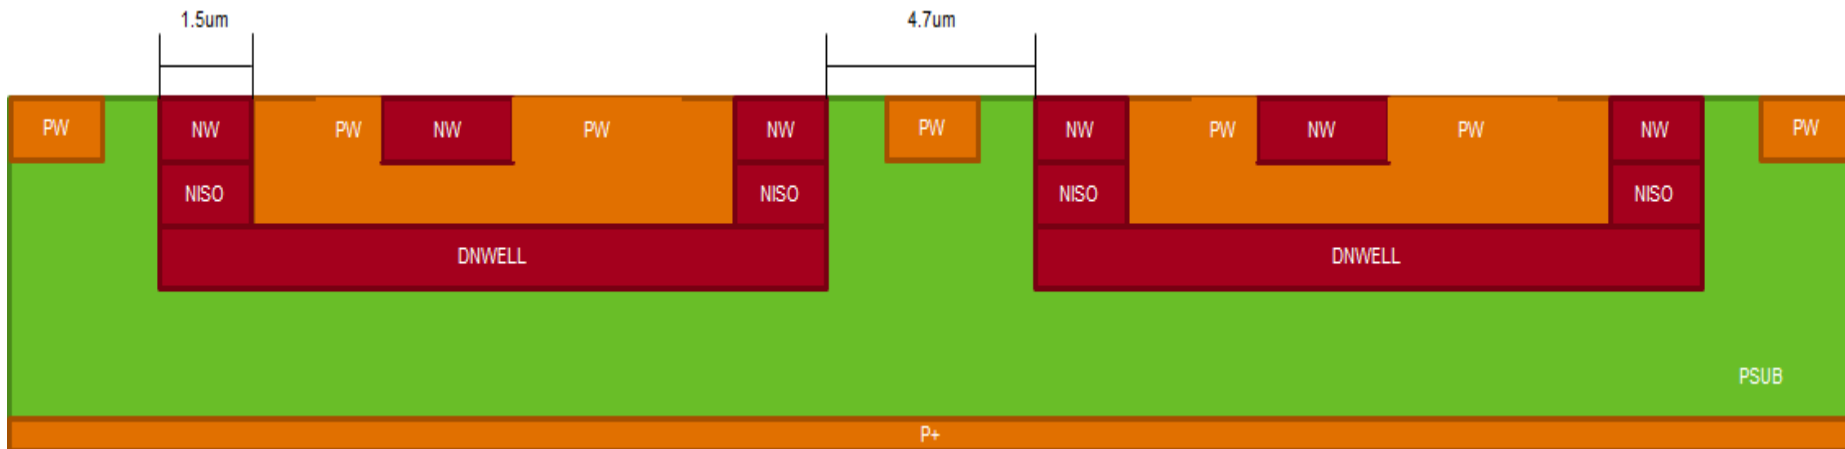 1.5um
4.7um
PW
NW
PW
NW
PW
NW
PW
NW
PW
NW
PW
NW
PW
NISO
NISO
NISO
NISO
DNWELL
DNWELL
PSUB
P+